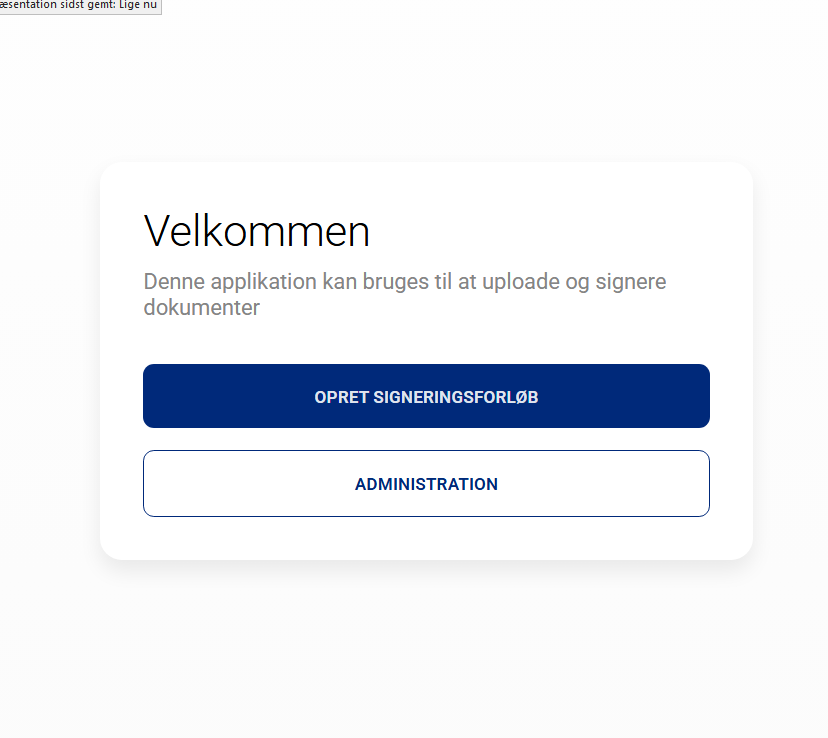 æsentation sidst gemt: Lige nu
Velkommen
Denne applikation kan bruges til at uploade og signere
dokumenter
OPRET SIGNERINGSFORLØB
ADMINISTRATION